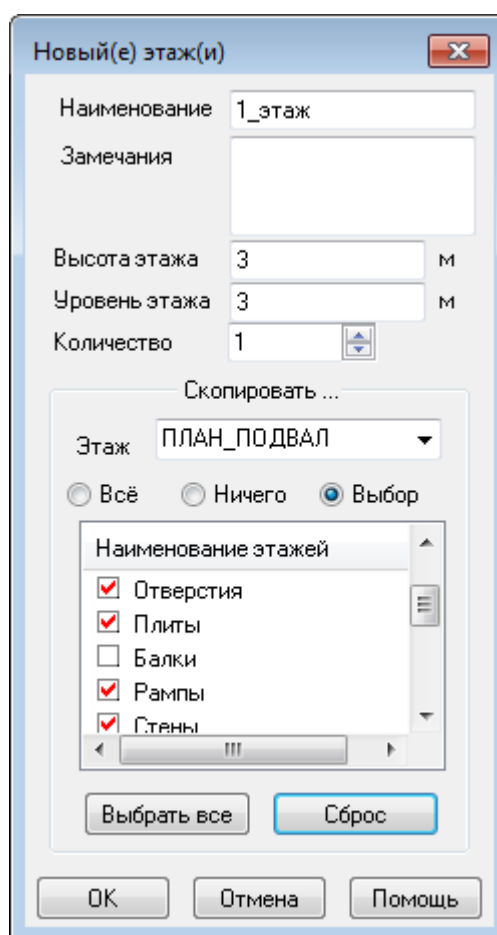 Новый(е) этаж(и)
Наименование 1_этаж
Замечания
Высота этажа 3 м
Уровень этажа 3 м
Количество 1
Скопировать ...
Этаж ПЛАН_ПОДВАЛ
Всё Ничего Выбор
Наименование этажей
Отверстия
Плиты
Балки
Рампы
Стены
Выбрать все Сброс
OK Отмена Помощь